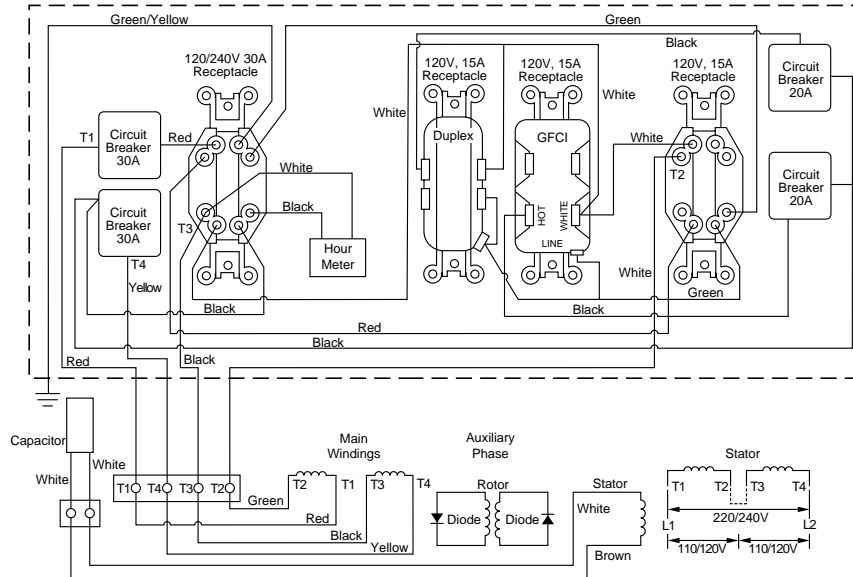 Green/Yellow
Green
Black
120/240V 30A
Receptacle
120V, 15A
Receptacle
120V, 15A
Receptacle
120V, 15A
Receptacle
Circuit
Breaker
20A
White
White
T1
Circuit
Breaker
30A
Red
Duplex
GFCI
White
White
T2
Circuit
Breaker
20A
Circuit
Breaker
30A
T3
Black
HOT
WHITE
Hour
Meter
LINE
T4
Yellow
White
Green
Black
Black
Red
Black
Red
Black
Capacitor
White
White
Main
Windings
Auxiliary
Phase
Stator
T1
T4
T3
T2
T2
T1
T3
T4
Green
Red
Black
Yellow
Rotor
Diode
Diode
Stator
White
Brown
T1
T2
T3
T4
L1
220/240V
L2
110/120V
110/120V